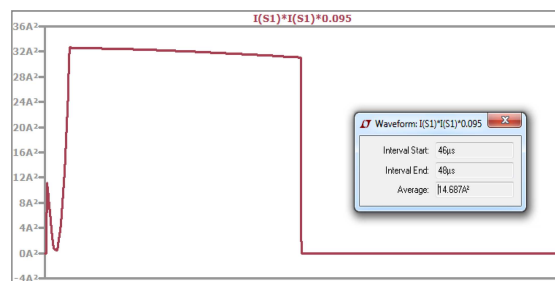 I(S1)*I(S1)*0.095
36A²
32A²
28A²
24A²
20A²
16A²
12A²
8A²
4A²
0A²
-4A²
Waveform: I(S1)*I(S1)*0.095
x
Interval Start: 46µs
Interval End: 48µs
Average: 14.687A²